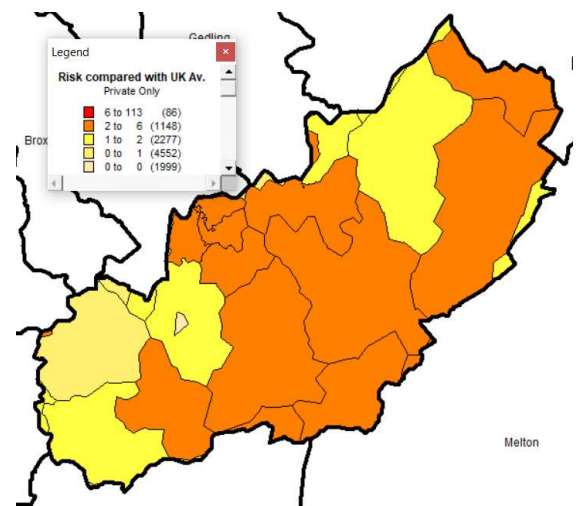 Gedling
Legend
Risk compared with UK Av.
Private Only
6 to 113 (86)
2 to 6 (1148)
1 to 2 (2277)
0 to 1 (4552)
0 to 0 (1999)
Brox
Melton